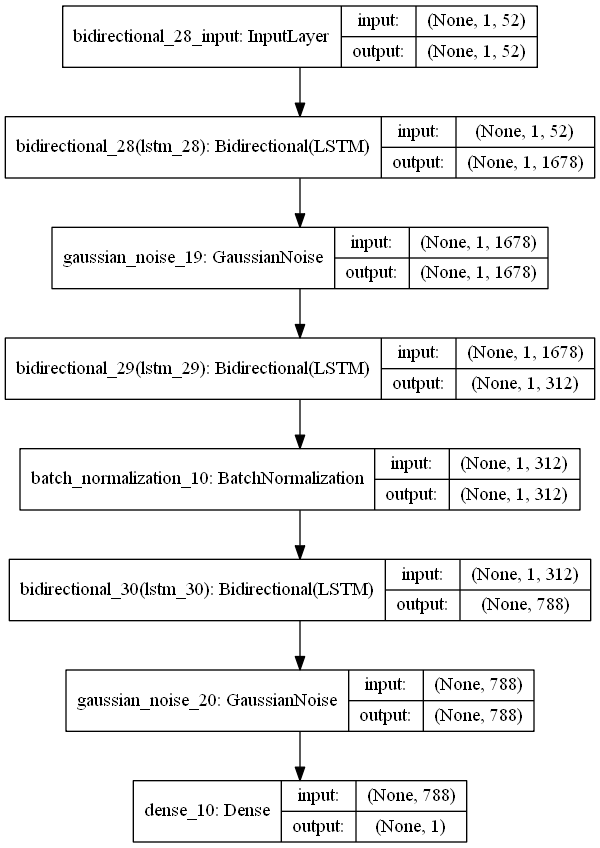 bidirectional_28_input: InputLayer
input: (None, 1, 52)
output: (None, 1, 52)
bidirectional_28(lstm_28): Bidirectional(LSTM)
input: (None, 1, 52)
output: (None, 1, 1678)
gaussian_noise_19: GaussianNoise
input: (None, 1, 1678)
output: (None, 1, 1678)
bidirectional_29(lstm_29): Bidirectional(LSTM)
input: (None, 1, 1678)
output: (None, 1, 312)
batch_normalization_10: BatchNormalization
input: (None, 1, 312)
output: (None, 1, 312)
bidirectional_30(lstm_30): Bidirectional(LSTM)
input: (None, 1, 312)
output: (None, 788)
gaussian_noise_20: GaussianNoise
input: (None, 788)
output: (None, 788)
dense_10: Dense
input: (None, 788)
output: (None, 1)